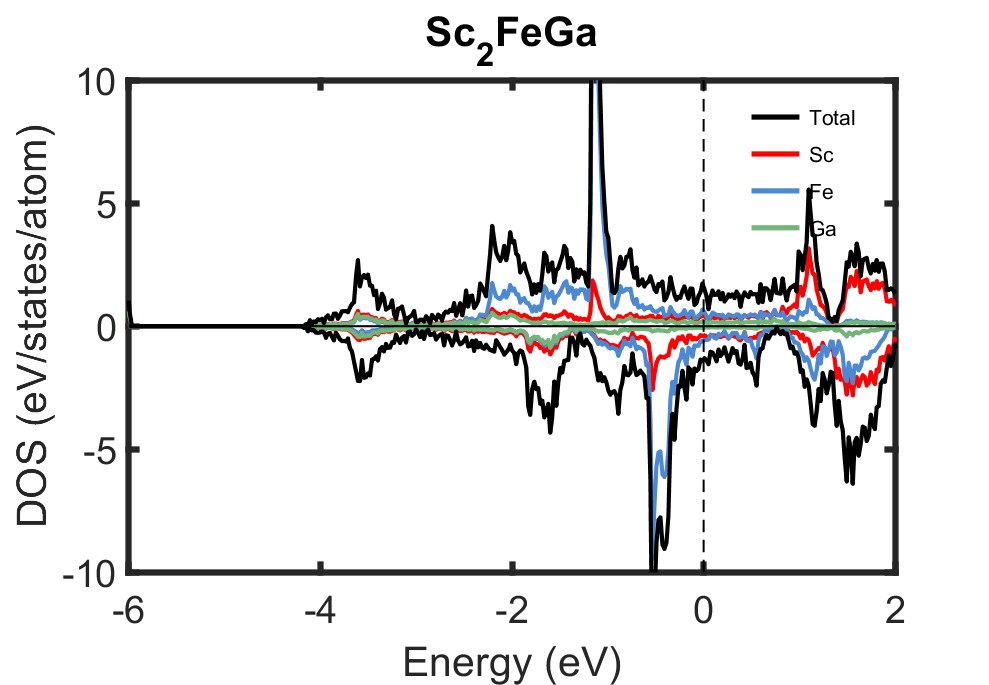 Sc2FeGa
10
5
0
-5
-10
DOS (eV/states/atom)
Total
Sc
Fe
Ga
-6 -4 -2 0 2
Energy (eV)